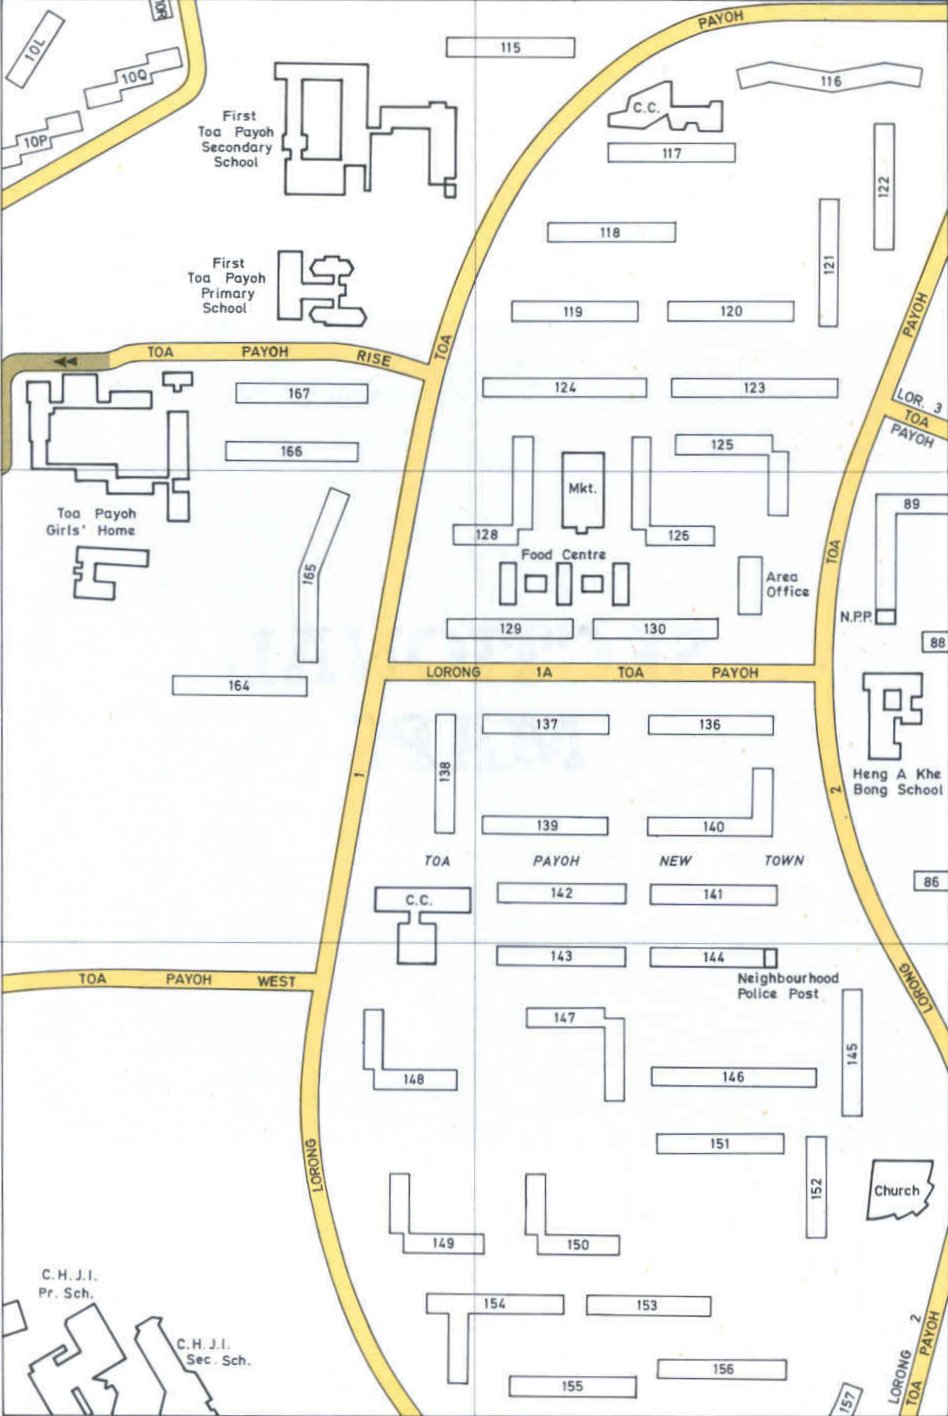 10R
PAYOH
10L
115
10Q
116
C.C.
First
Toa Payoh
Secondary
School
10P
117
122
118
121
First
Toa Payoh
Primary
School
119
120
PAYOH
TOA
TOA PAYOH RISE
167
124
123
LOR. 3
TOA
PAYOH
166
125
Mkt.
89
Toa Payoh
Girls' Home
128
126
Food Centre
TOA
165
Area
Office
N.P.P.
129
130
88
LORONG 1A TOA PAYOH
164
137
136
138
1
2
Heng A Khe
Bong School
139
140
TOA PAYOH NEW TOWN
86
142
141
C.C.
143
144
TOA PAYOH WEST
Neighbourhood
Police Post
LORONG
147
145
148
146
151
LORONG
152
Church
149
150
C.H.J.I.
Pr. Sch.
154
153
C.H.J.I.
Sec. Sch.
2
PAYOH
156
155
LORONG
TOA
157